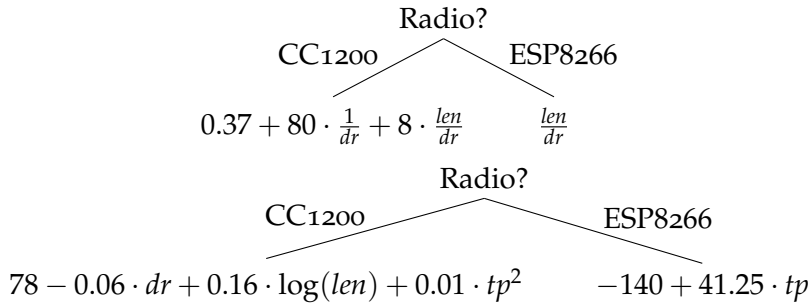 Radio?
CC1200 ESP8266
0.37 + 80 · 1/dr + 8 · len/dr len/dr
Radio?
CC1200 ESP8266
78 − 0.06 · dr + 0.16 · log(len) + 0.01 · tp² −140 + 41.25 · tp